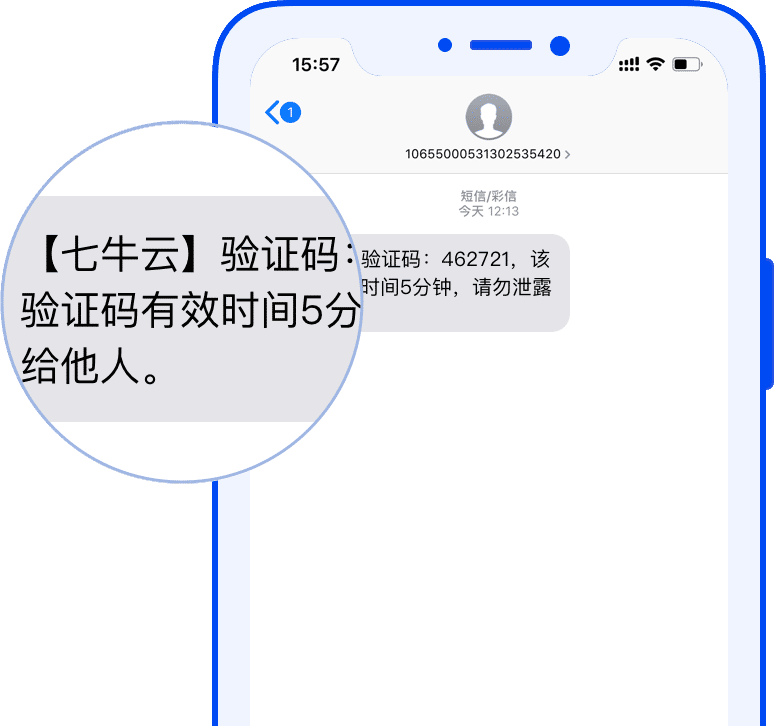 15:57
1
10655000531302535420
短信/彩信
今天 12:13
【七牛云】验证码：
验证码有效时间5分
给他人。
验证码：462721，该
时间5分钟，请勿泄露